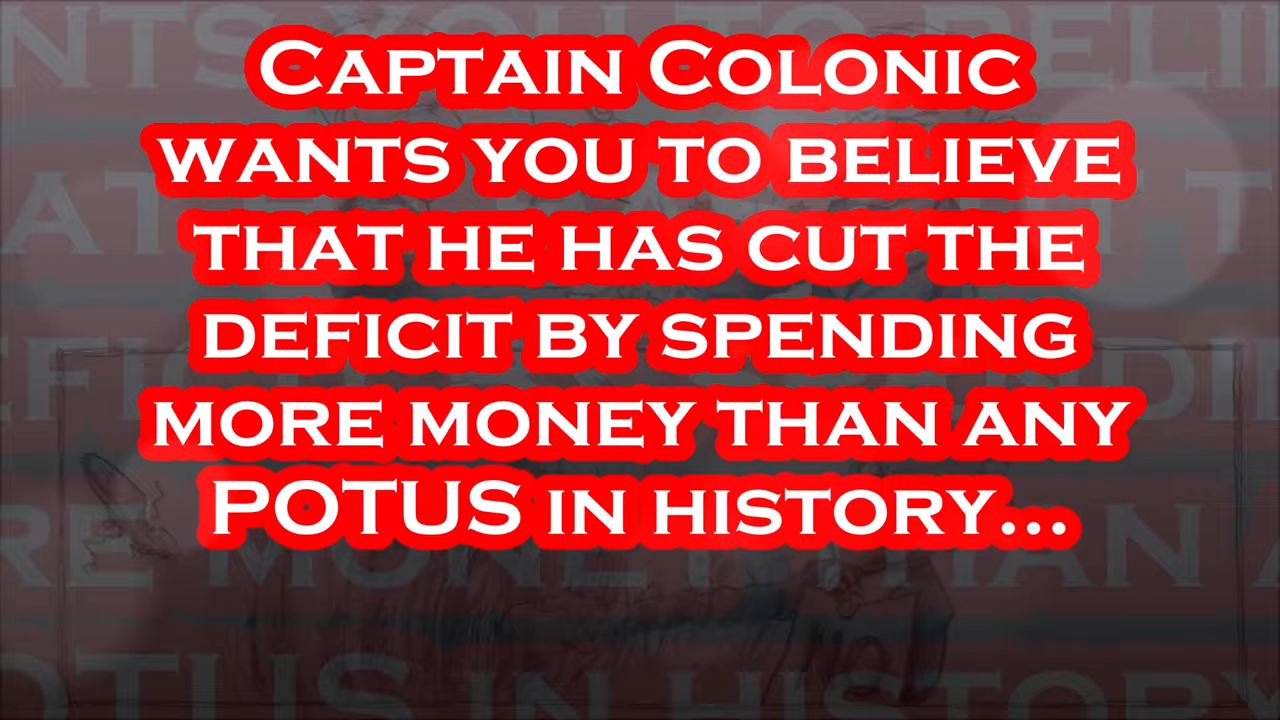 Captain Colonic
wants you to believe
that he has cut the
deficit by spending
more money than any
POTUS in history...